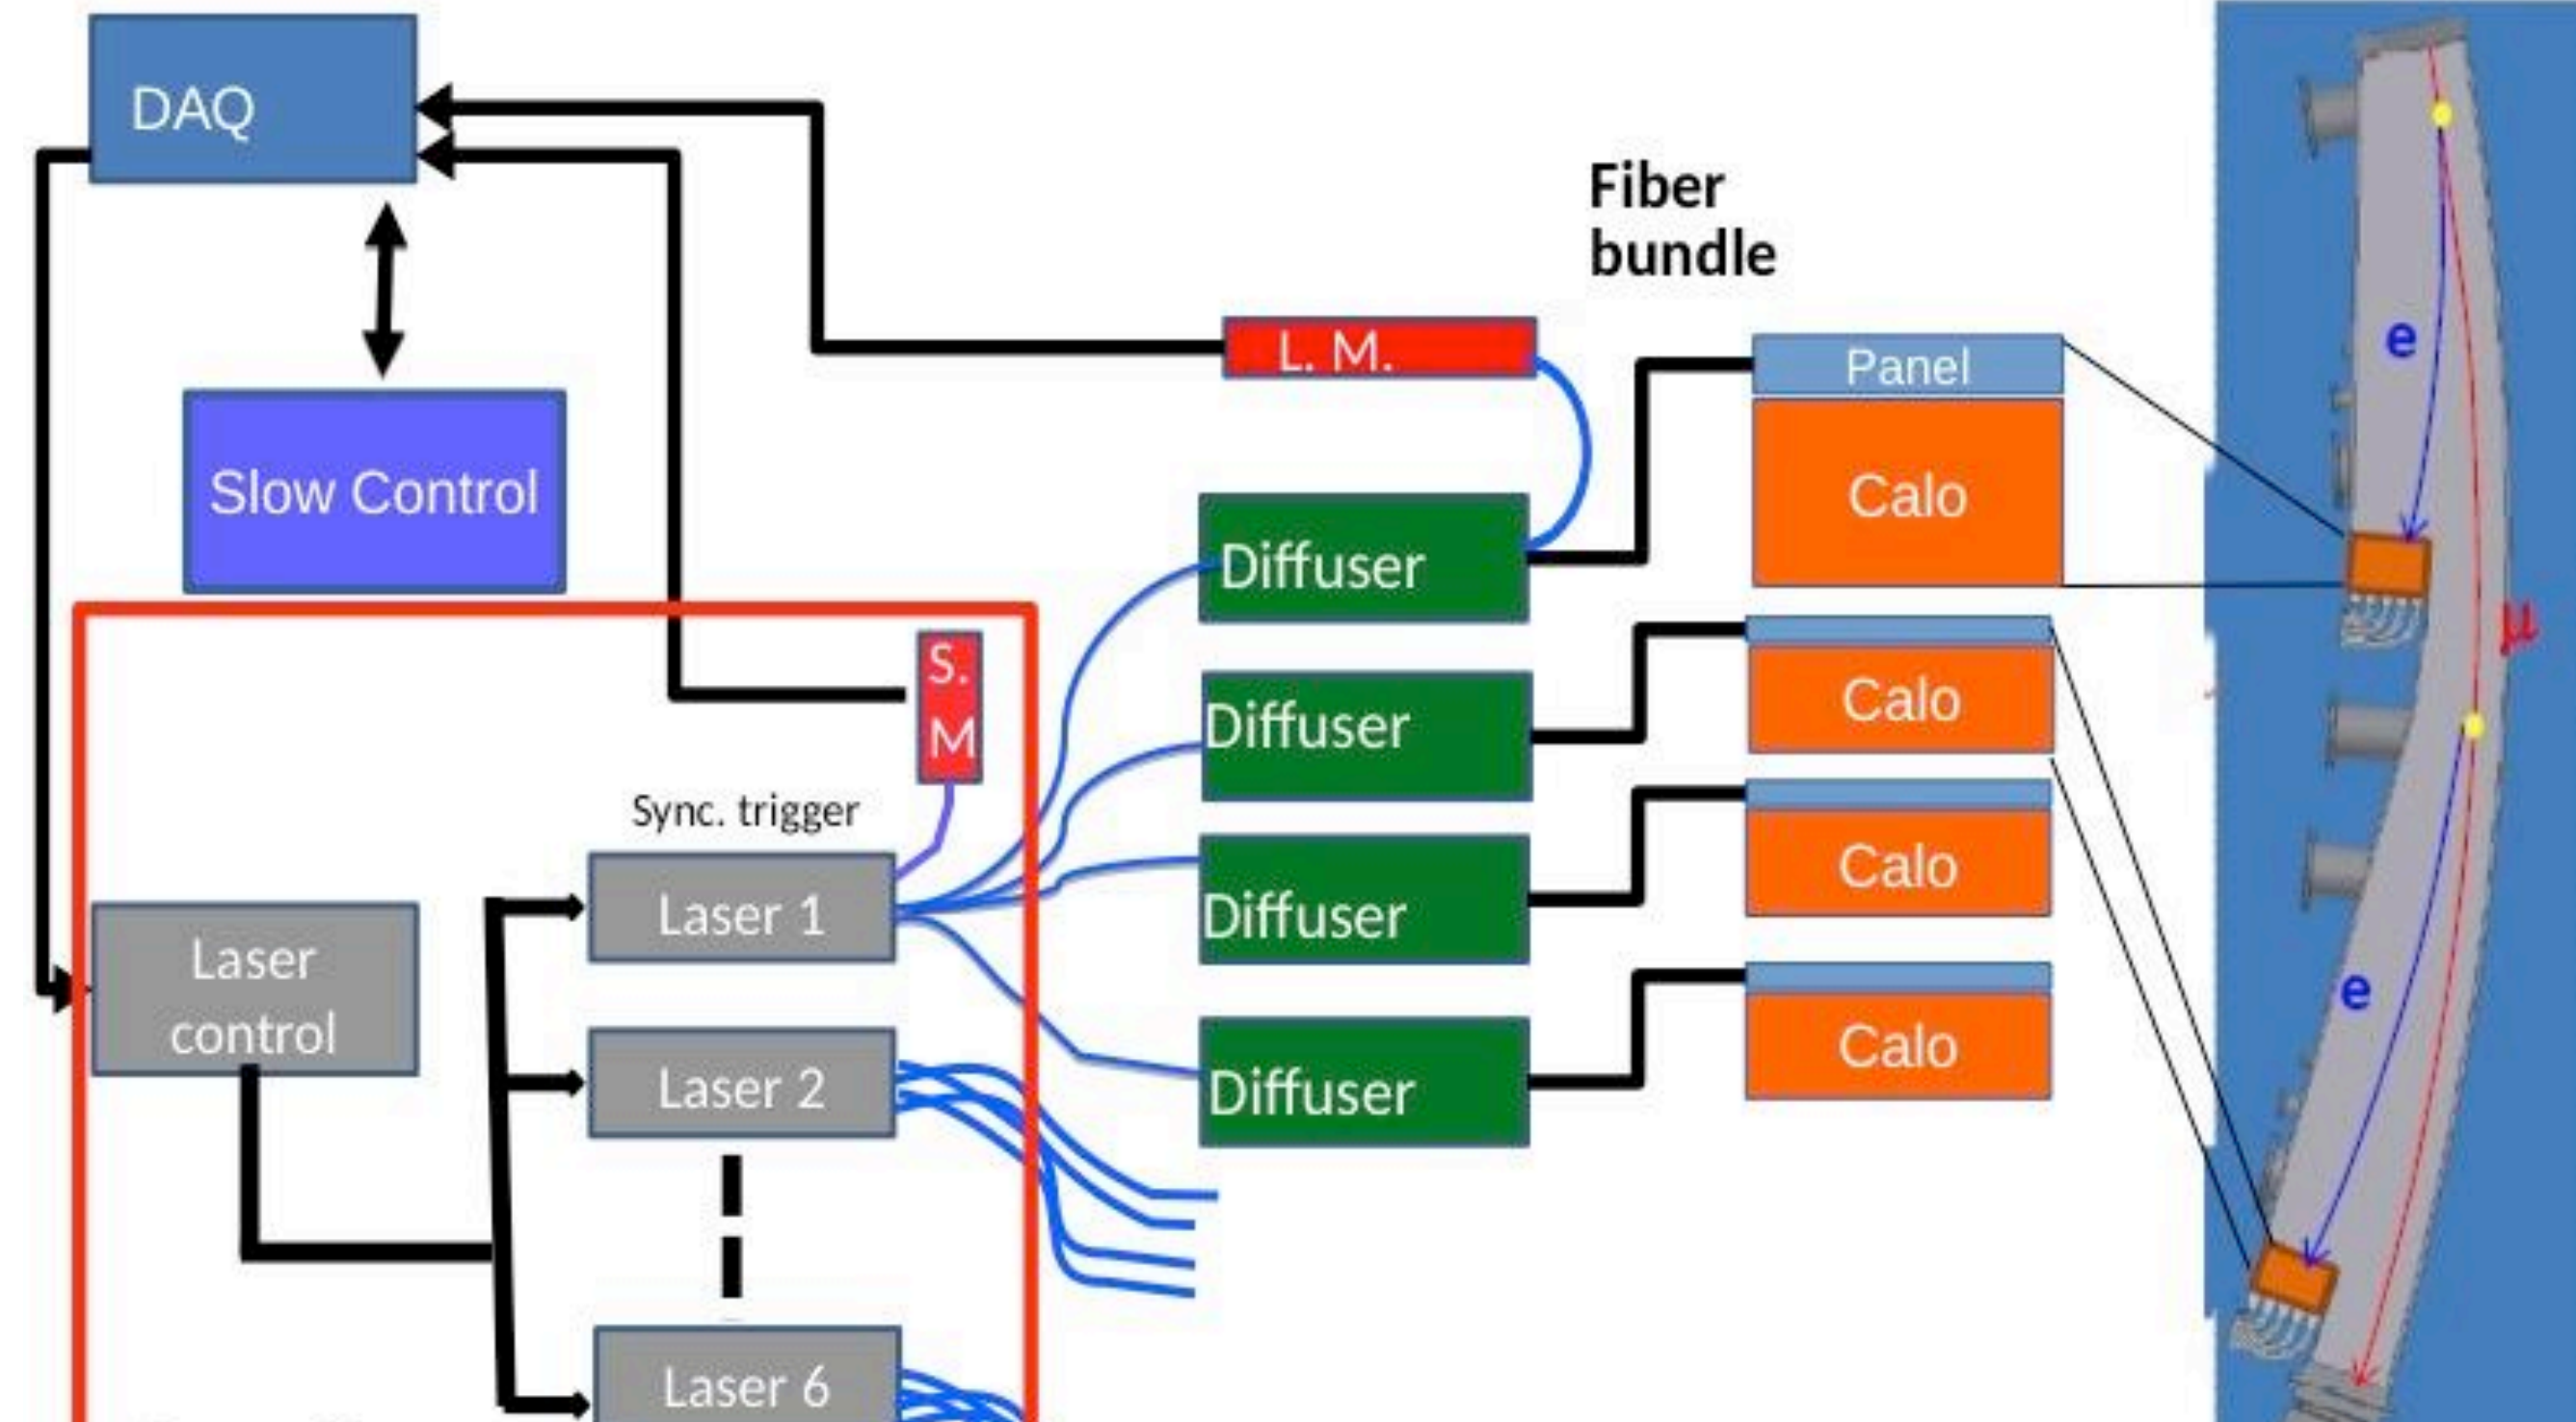 DAQ
Fiber
bundle
L. M.
Panel
e
Slow Control
Calo
Diffuser
μ
S.
M
Calo
Diffuser
Sync. trigger
Laser 1
Calo
Diffuser
Laser
control
e
Calo
Laser 2
Diffuser
Laser 6